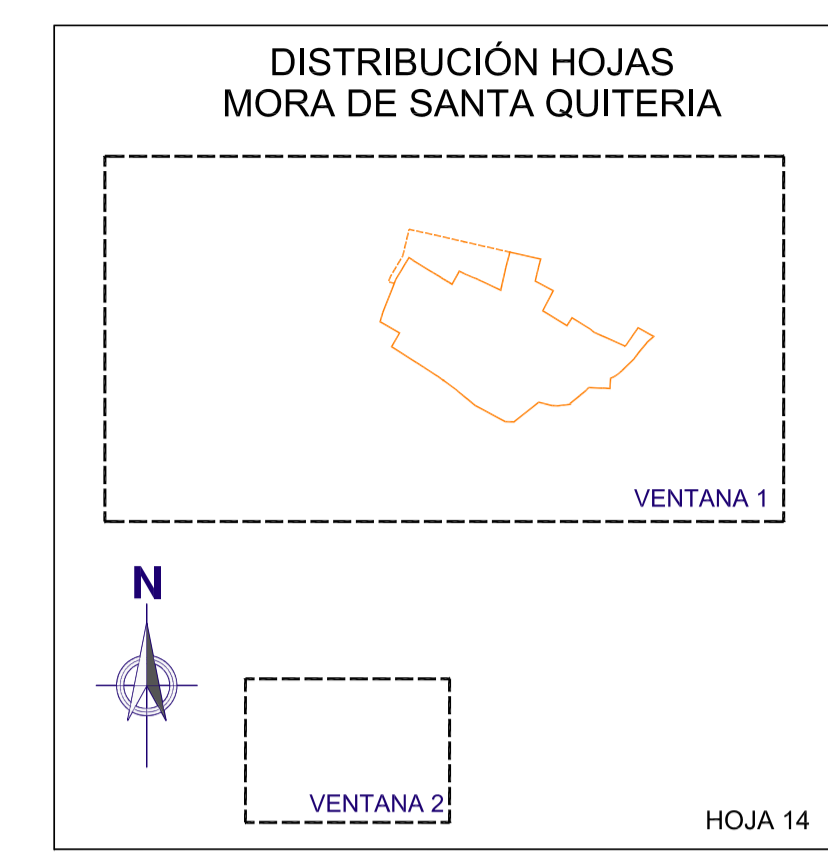 DISTRIBUCIÓN HOJAS
MORA DE SANTA QUITERIA
VENTANA 1
N
VENTANA 2
HOJA 14